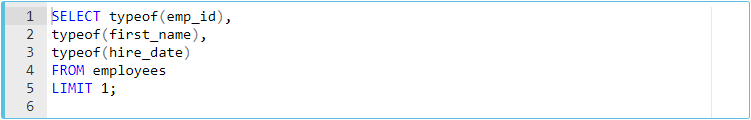 1 SELECT typeof(emp_id),
2 typeof(first_name),
3 typeof(hire_date)
4 FROM employees
5 LIMIT 1;
6